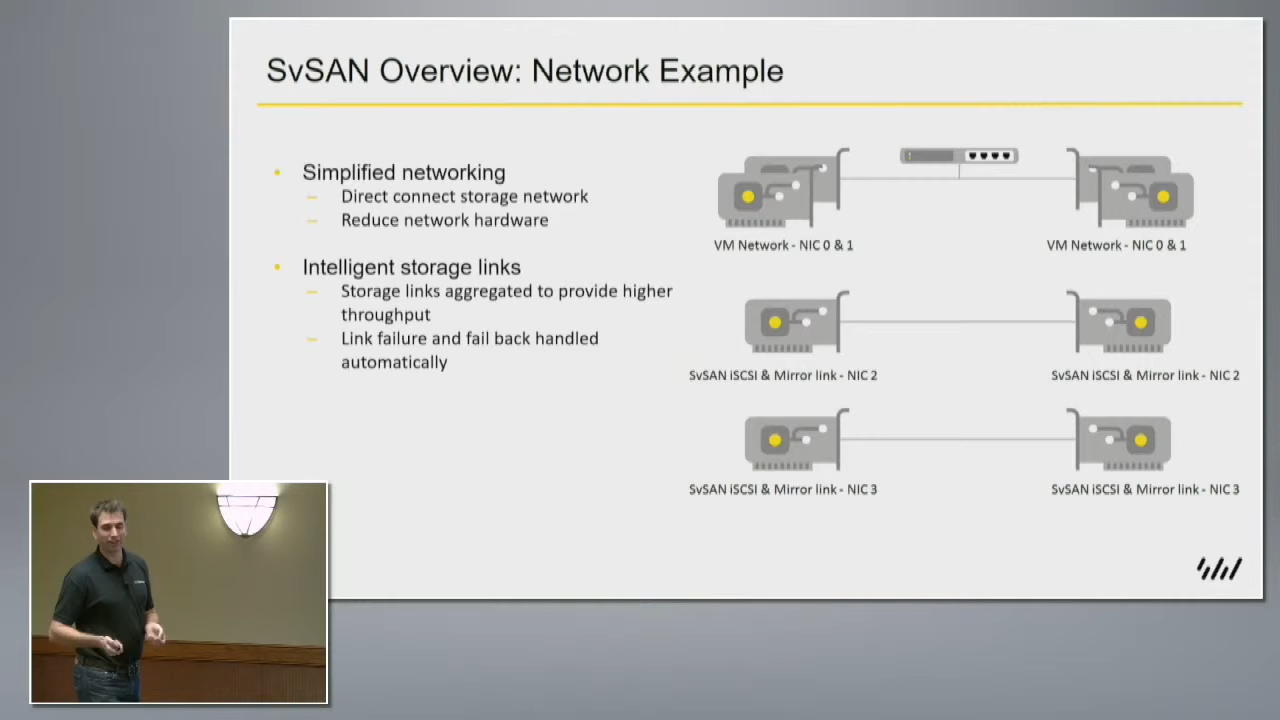 SvSAN Overview: Network Example
Simplified networking
Direct connect storage network
Reduce network hardware
Intelligent storage links
Storage links aggregated to provide higher
throughput
Link failure and fail back handled
automatically
VM Network - NIC 0 & 1
VM Network - NIC 0 & 1
SvSAN iSCSI & Mirror link - NIC 2
SvSAN iSCSI & Mirror link - NIC 2
SvSAN iSCSI & Mirror link - NIC 3
SvSAN iSCSI & Mirror link - NIC 3